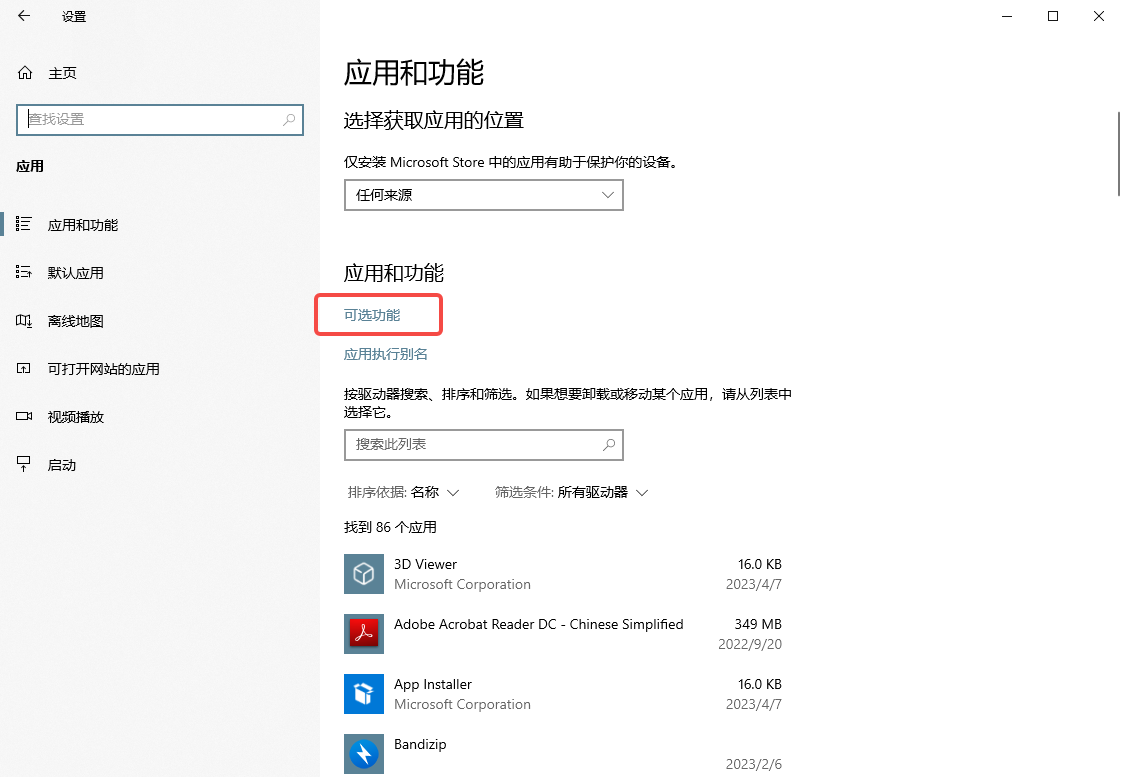 设置
主页
查找设置
应用
应用和功能
默认应用
离线地图
可打开网站的应用
视频播放
启动
应用和功能
选择获取应用的位置
仅安装 Microsoft Store 中的应用有助于保护你的设备。
任何来源
应用和功能
可选功能
应用执行别名
按驱动器搜索、排序和筛选。如果想要卸载或移动某个应用，请从列表中
选择它。
搜索此列表
排序依据: 名称 筛选条件: 所有驱动器
找到 86 个应用
3D Viewer 16.0 KB
Microsoft Corporation 2023/4/7
Adobe Acrobat Reader DC - Chinese Simplified 349 MB
2022/9/20
App Installer 16.0 KB
Microsoft Corporation 2023/4/7
Bandizip
2023/2/6